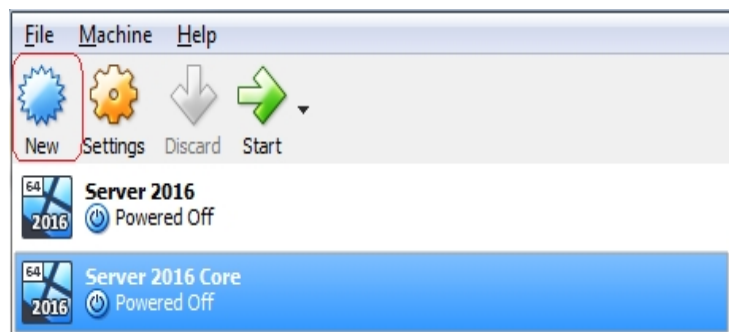 File Machine Help
New Settings Discard Start
64
2016
Server 2016
Powered Off
64
2016
Server 2016 Core
Powered Off